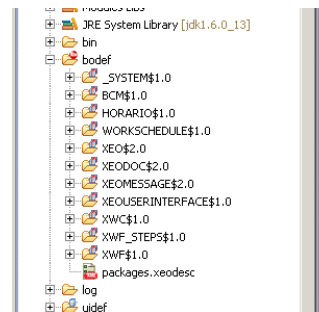 Modules Libs
JRE System Library [jdk1.6.0_13]
bin
bodef
_SYSTEM$1.0
BCM$1.0
HORARIO$1.0
WORKSCHEDULE$1.0
XEO$2.0
XEODOC$2.0
XEOMESSAGE$2.0
XEOUSERINTERFACE$1.0
XWC$1.0
XWF_STEPS$1.0
XWF$1.0
packages.xeodesc
log
uidef